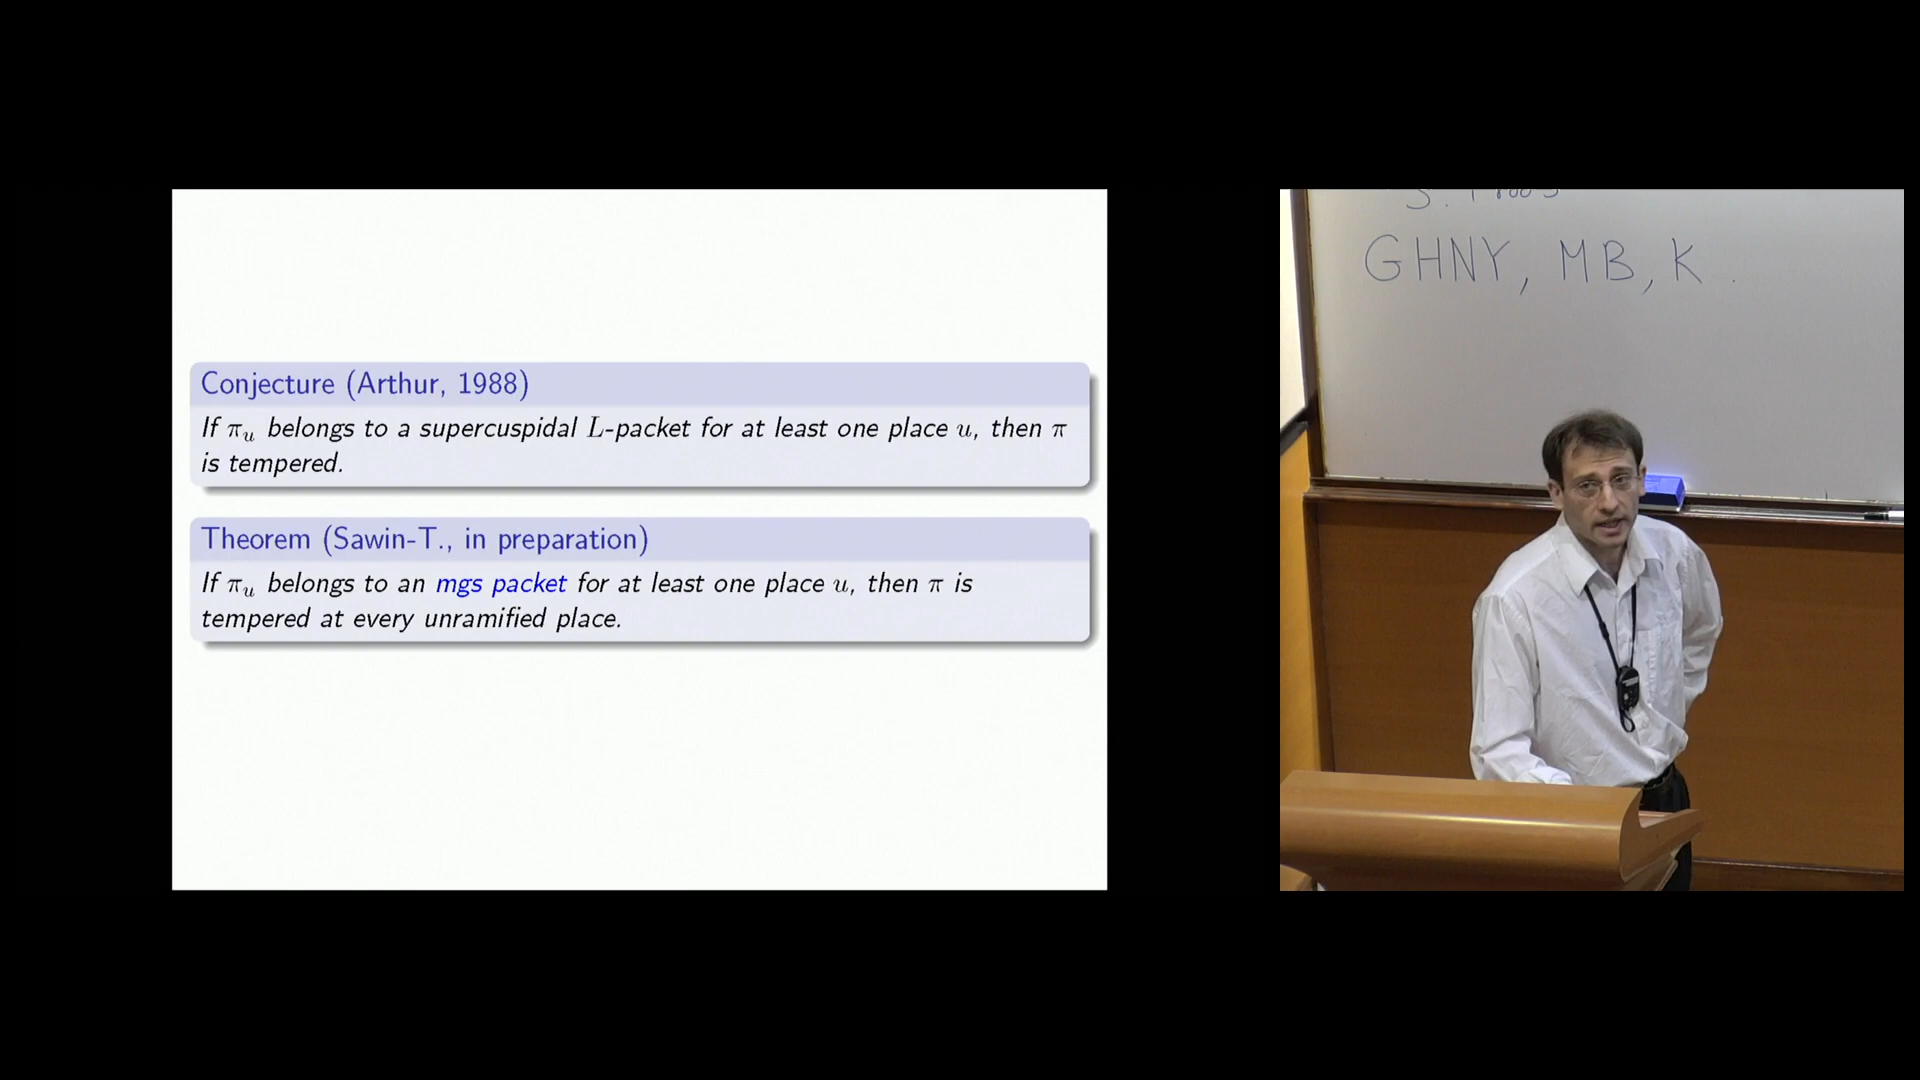 Conjecture (Arthur, 1988)
If π_u belongs to a supercuspidal L-packet for at least one place u, then π
is tempered.
Theorem (Sawin-T., in preparation)
If π_u belongs to an mgs packet for at least one place u, then π is
tempered at every unramified place.
GHNY, MB, K.